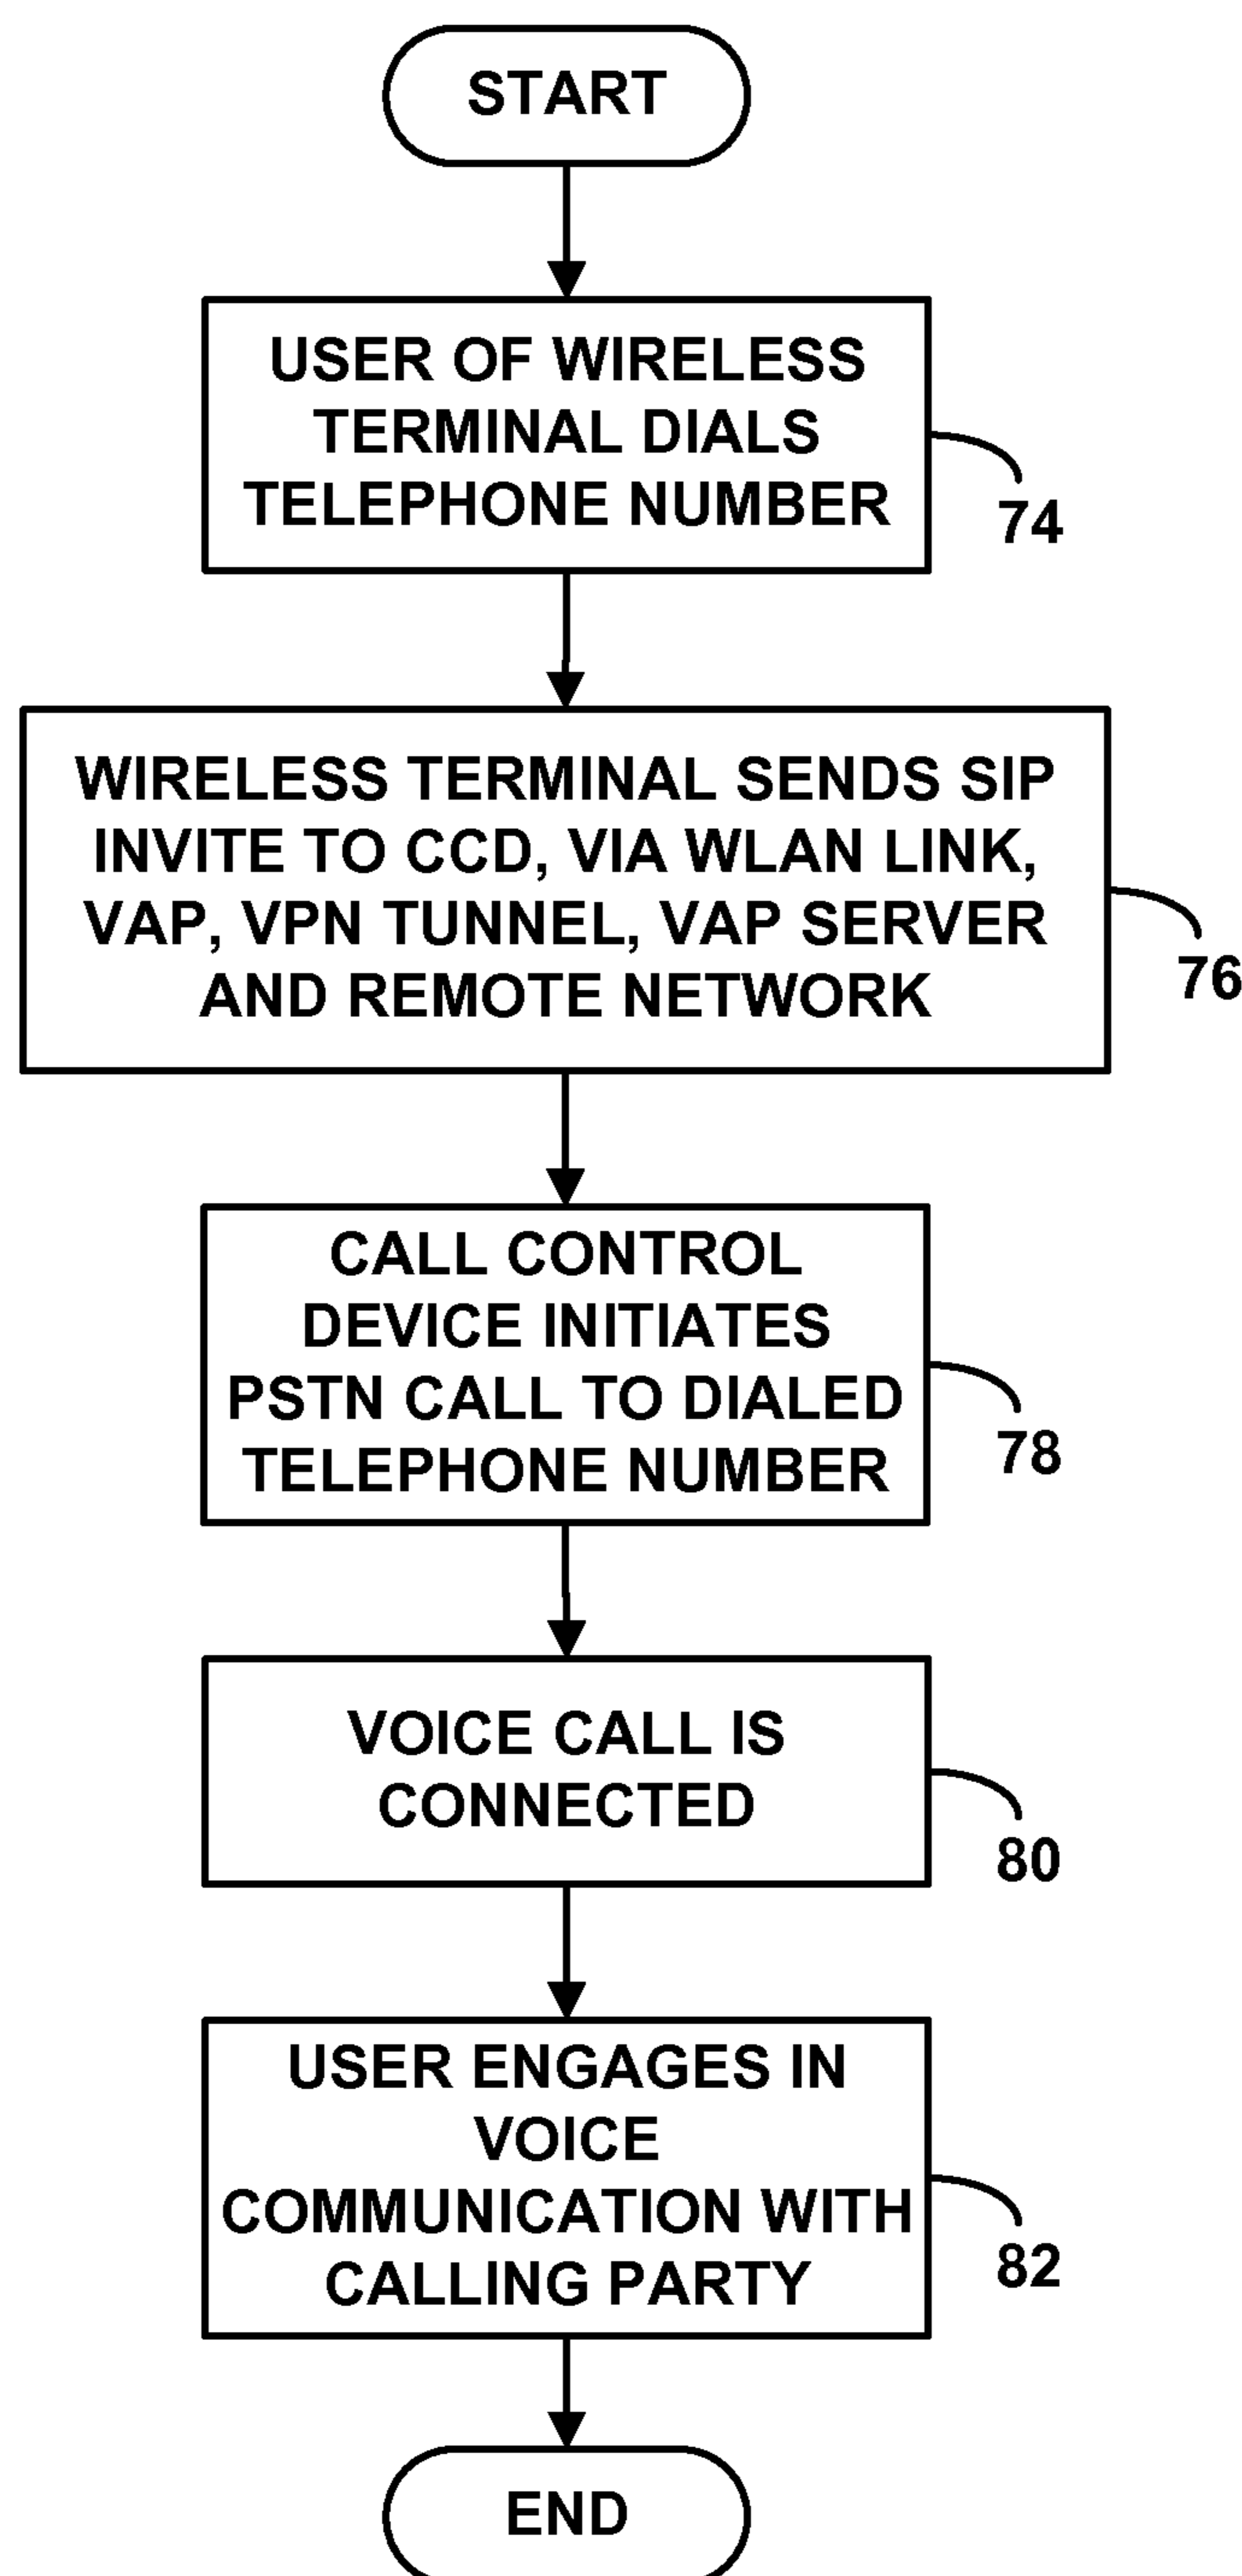 START
USER OF WIRELESS
TERMINAL DIALS
TELEPHONE NUMBER
74
WIRELESS TERMINAL SENDS SIP
INVITE TO CCD, VIA WLAN LINK,
VAP, VPN TUNNEL, VAP SERVER
AND REMOTE NETWORK
76
CALL CONTROL
DEVICE INITIATES
PSTN CALL TO DIALED
TELEPHONE NUMBER
78
VOICE CALL IS
CONNECTED
80
USER ENGAGES IN
VOICE
COMMUNICATION WITH
CALLING PARTY
82
END